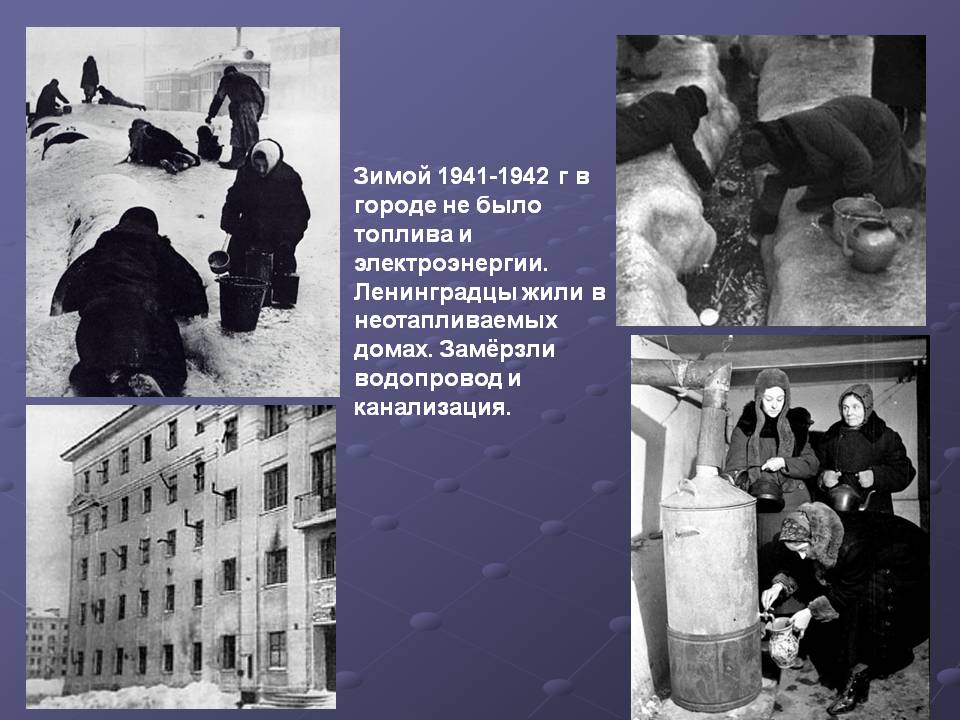 Зимой 1941-1942 г в
городе не было
топлива и
электроэнергии.
Ленинградцы жили в
неотапливаемых
домах. Замёрзли
водопровод и
канализация.